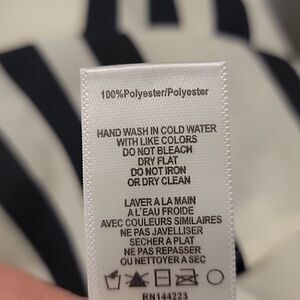 100%Polyester/Polyester
HAND WASH IN COLD WATER
WITH LIKE COLORS
DO NOT BLEACH
DRY FLAT
DO NOT IRON
OR DRY CLEAN
LAVER A LA MAIN
A L'EAU FROIDE
AVEC COULEURS SIMILAIRES
NE PAS JAVELLISER
SECHER A PLAT
NE PAS REPASSER
OU NETTOYER A SEC
RN144223